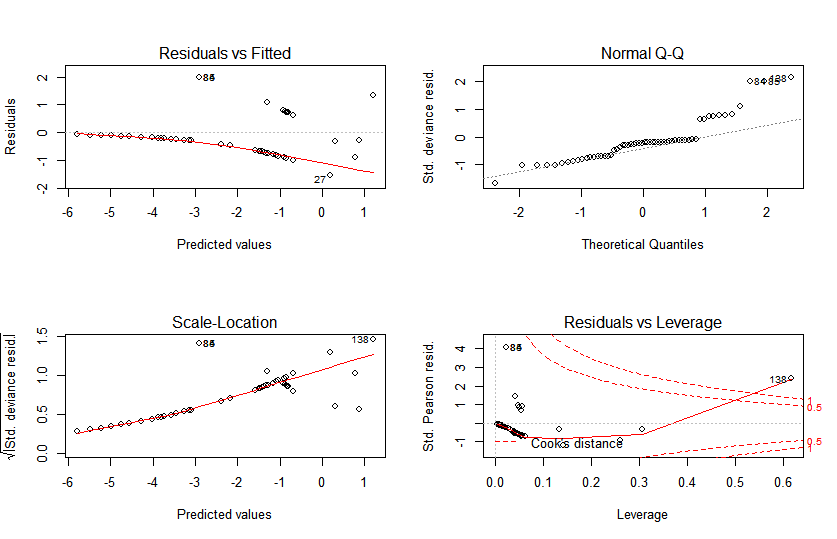 Residuals vs Fitted
Residuals
2
1
0
-1
-2
27
-6 -5 -4 -3 -2 -1 0 1
Predicted values
Normal Q-Q
Std. deviance resid.
2
1
0
-1
138
-2 -1 0 1 2
Theoretical Quantiles
Scale-Location
√|Std. deviance resid.|
1.5
1.0
0.5
0.0
138
-6 -5 -4 -3 -2 -1 0 1
Predicted values
Residuals vs Leverage
Std. Pearson resid.
4
3
2
1
-1
138
1
0.5
0.5
1
Cook's distance
0.0 0.1 0.2 0.3 0.4 0.5 0.6
Leverage